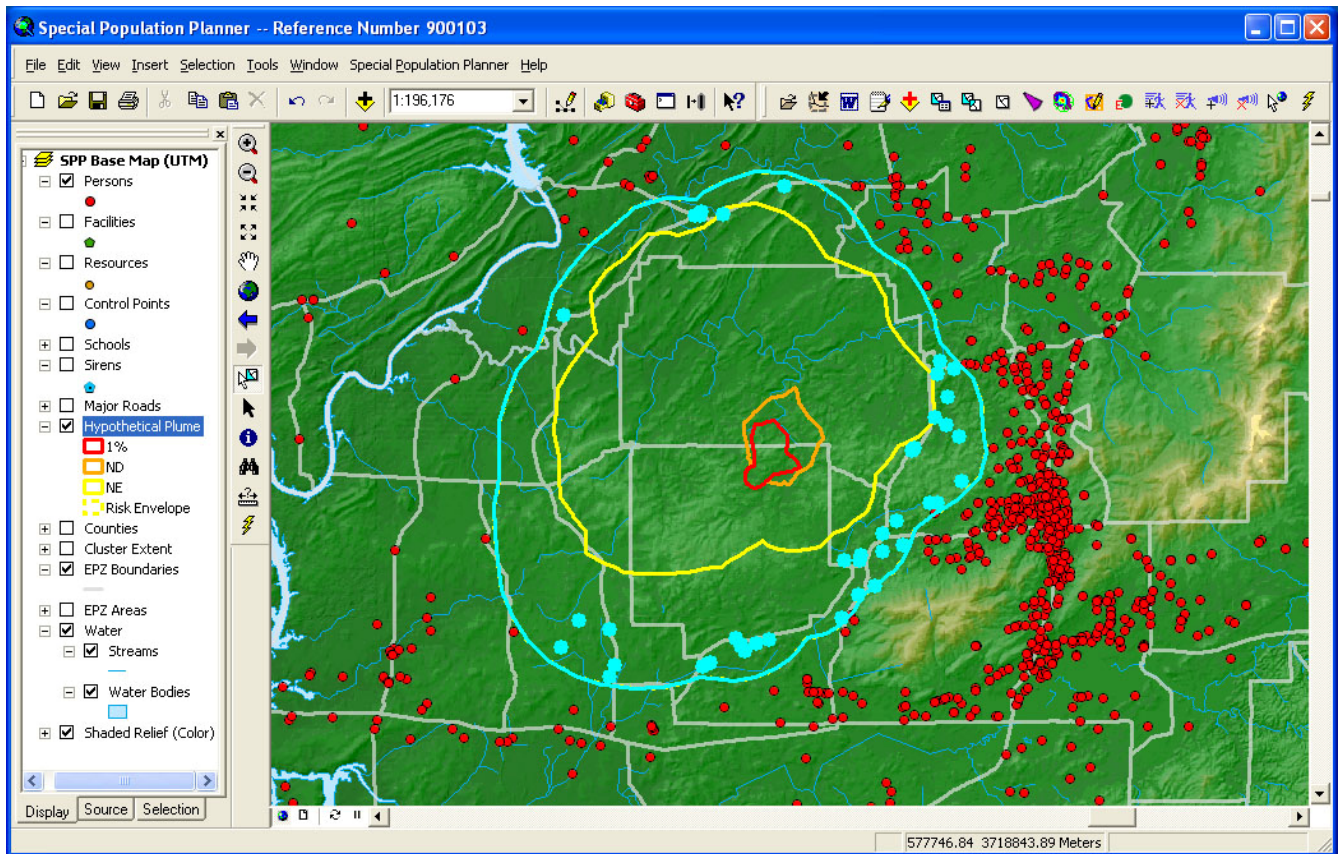 Special Population Planner -- Reference Number 900103
File Edit View Insert Selection Tools Window Special Population Planner Help
1:196,176
SPP Base Map (UTM)
Persons
Facilities
Resources
Control Points
Schools
Sirens
Major Roads
Hypothetical Plume
1%
ND
NE
Risk Envelope
Counties
Cluster Extent
EPZ Boundaries
EPZ Areas
Water
Streams
Water Bodies
Shaded Relief (Color)
Display Source Selection
577746.84 3718843.89 Meters